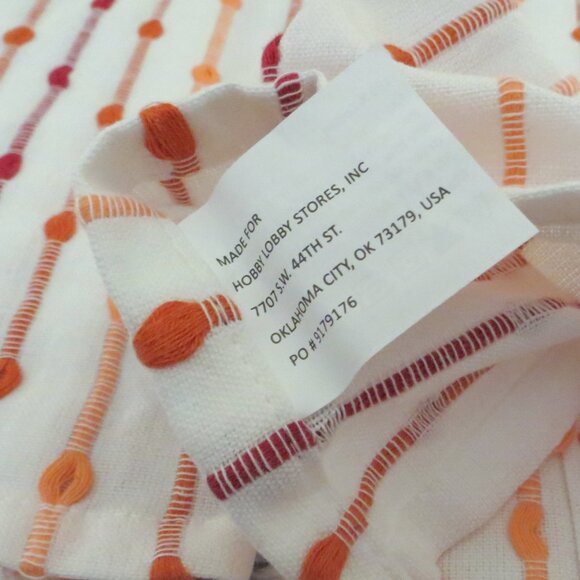 MADE FOR
HOBBY LOBBY STORES, INC
7707 S.W. 44TH ST.
OKLAHOMA CITY, OK 73179, USA
PO # 9179176